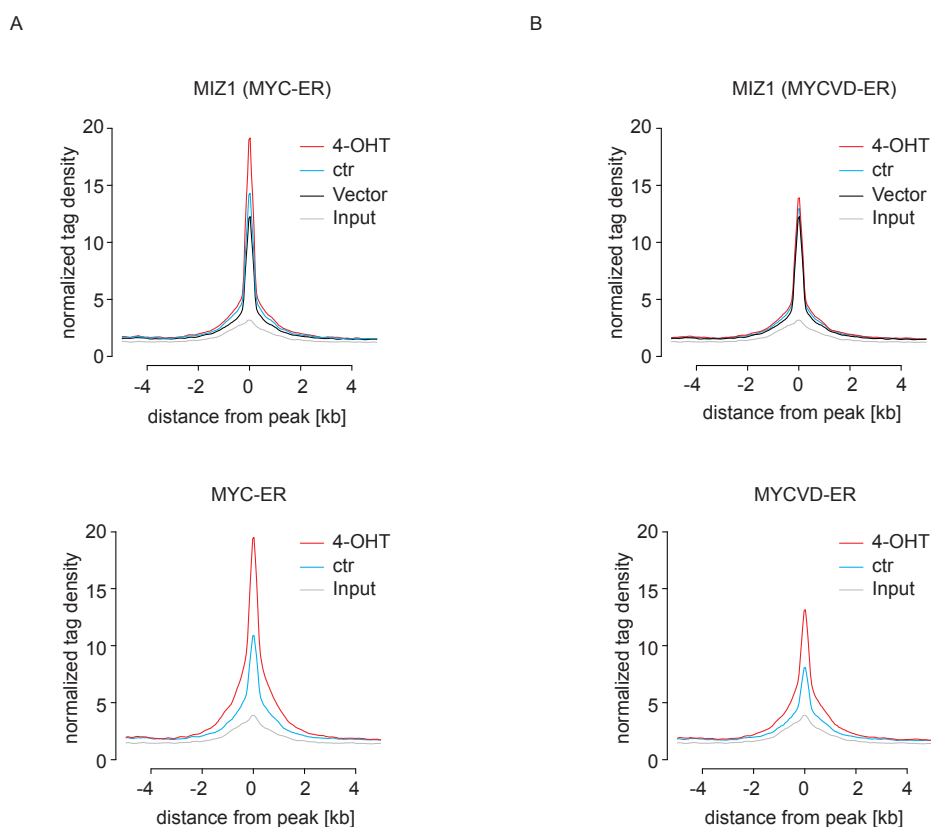 A
B
MIZ1 (MYC-ER)
normalized tag density
20
15
10
5
0
4-OHT
ctr
Vector
Input
-4 -2 0 2 4
distance from peak [kb]
MIZ1 (MYCVD-ER)
normalized tag density
20
15
10
5
0
4-OHT
ctr
Vector
Input
-4 -2 0 2 4
distance from peak [kb]
MYC-ER
normalized tag density
20
15
10
5
0
4-OHT
ctr
Input
-4 -2 0 2 4
distance from peak [kb]
MYCVD-ER
normalized tag density
20
15
10
5
0
4-OHT
ctr
Input
-4 -2 0 2 4
distance from peak [kb]